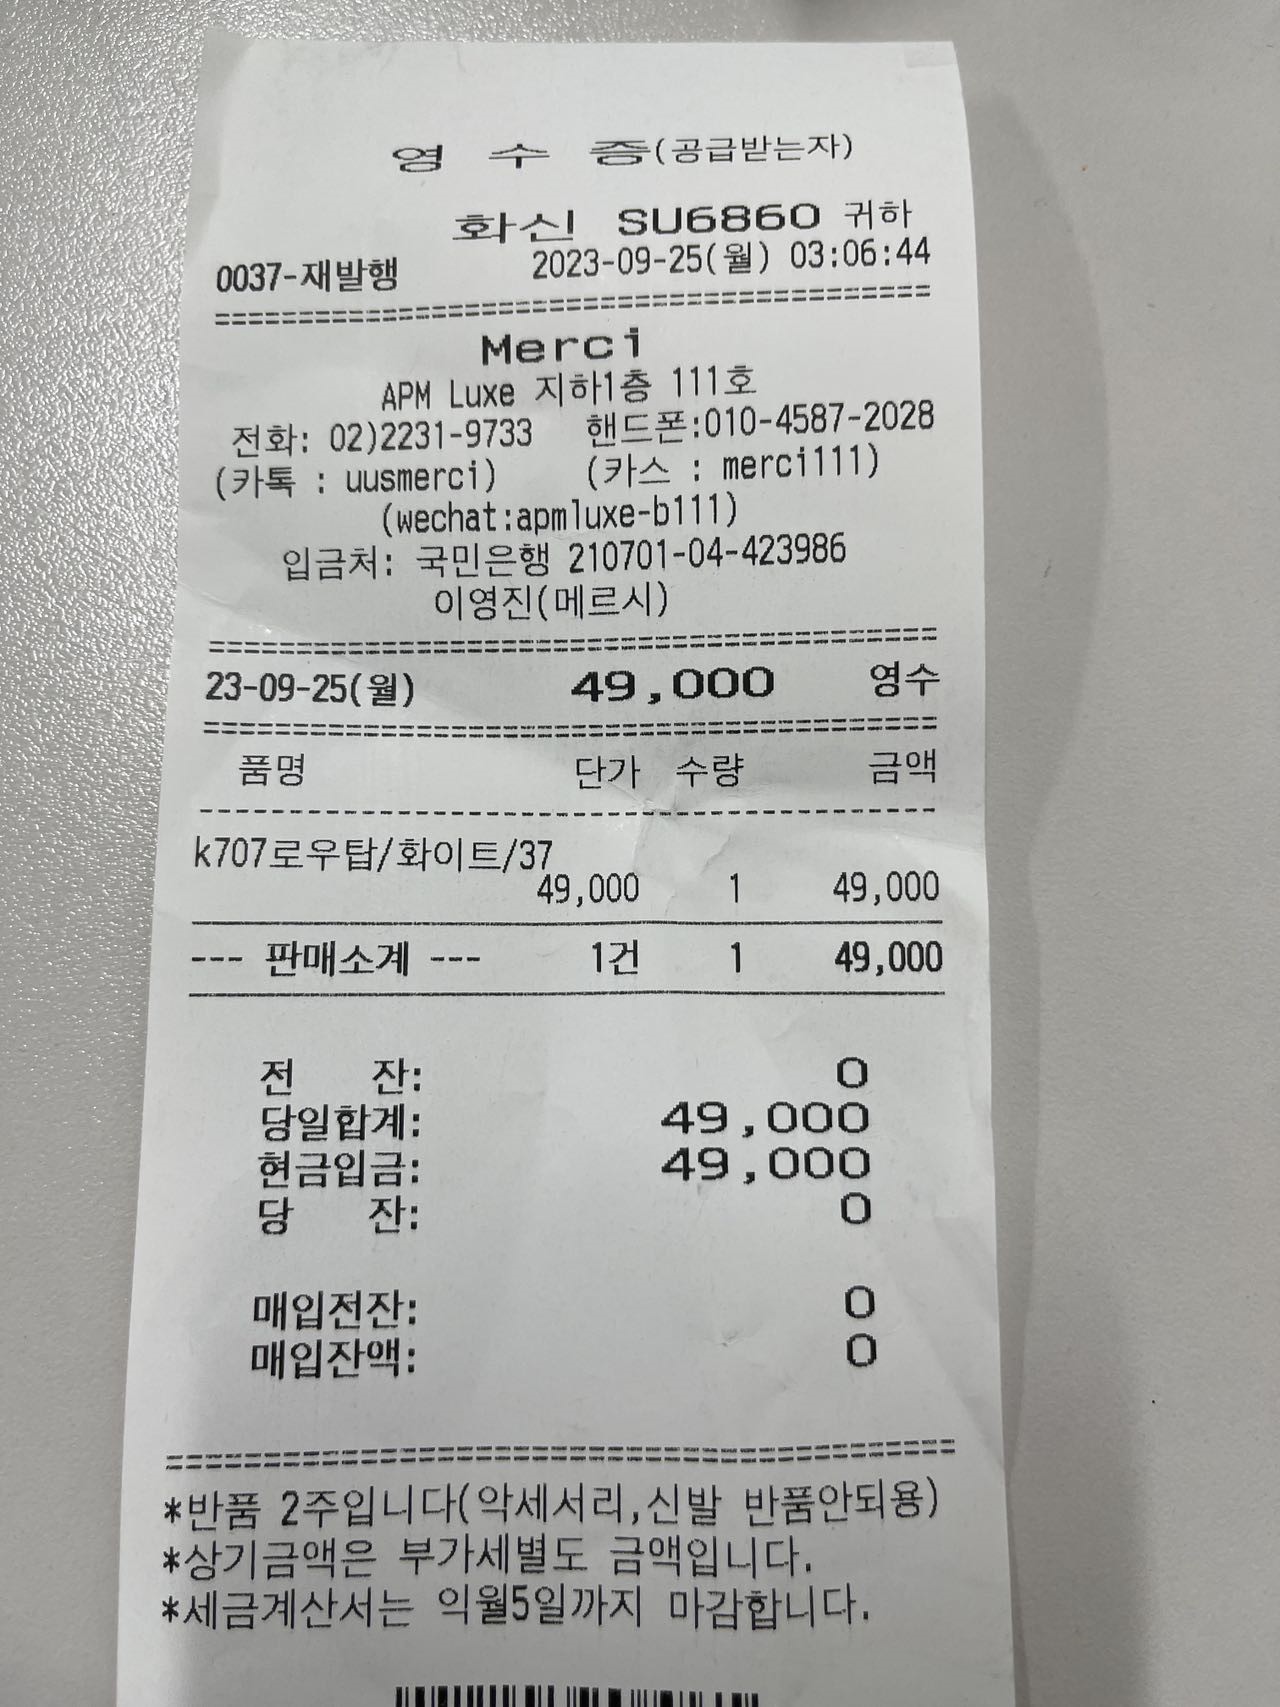 영 수 증(공급받는자)
화신 SU6860 귀하
0037-재발행 2023-09-25(월) 03:06:44
==========================================
Merci
APM Luxe 지하1층 111호
전화: 02)2231-9733 핸드폰:010-4587-2028
(카톡 : uusmerci) (카스 : merci111)
(wechat:apmluxe-b111)
입금처: 국민은행 210701-04-423986
이영진(메르시)
==========================================
23-09-25(월) 49,000 영수
==========================================
품명 단가 수량 금액
------------------------------------------
k707로우탑/화이트/37
49,000 1 49,000
--- 판매소계 --- 1건 1 49,000
전 잔: 0
당일합계: 49,000
현금입금: 49,000
당 잔: 0
매입전잔: 0
매입잔액: 0
==========================================
*반품 2주입니다(악세서리,신발 반품안되용)
*상기금액은 부가세별도 금액입니다.
*세금계산서는 익월5일까지 마감합니다.